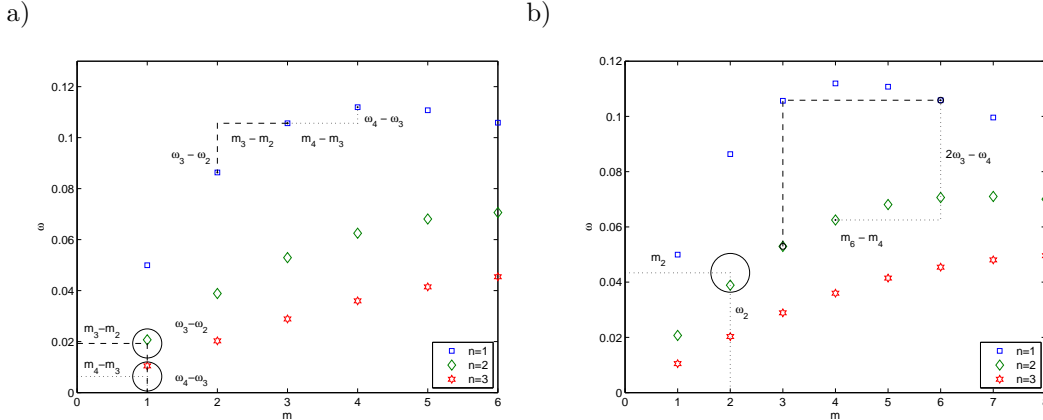 a)
0.12
0.1
0.08
0.06
0.04
0.02
0
ω
ω₃ − ω₂
m₃ − m₂
m₄ − m₃
ω₄ − ω₃
m₃−m₂
ω₃−ω₂
m₄−m₃
ω₄−ω₃
n=1
n=2
n=3
0 1 2 3 4 5 6
m
b)
0.12
0.1
0.08
0.06
0.04
0.02
0
ω
2ω₃ − ω₄
m₆ − m₄
m₂
ω₂
n=1
n=2
n=3
0 1 2 3 4 5 6 7
m